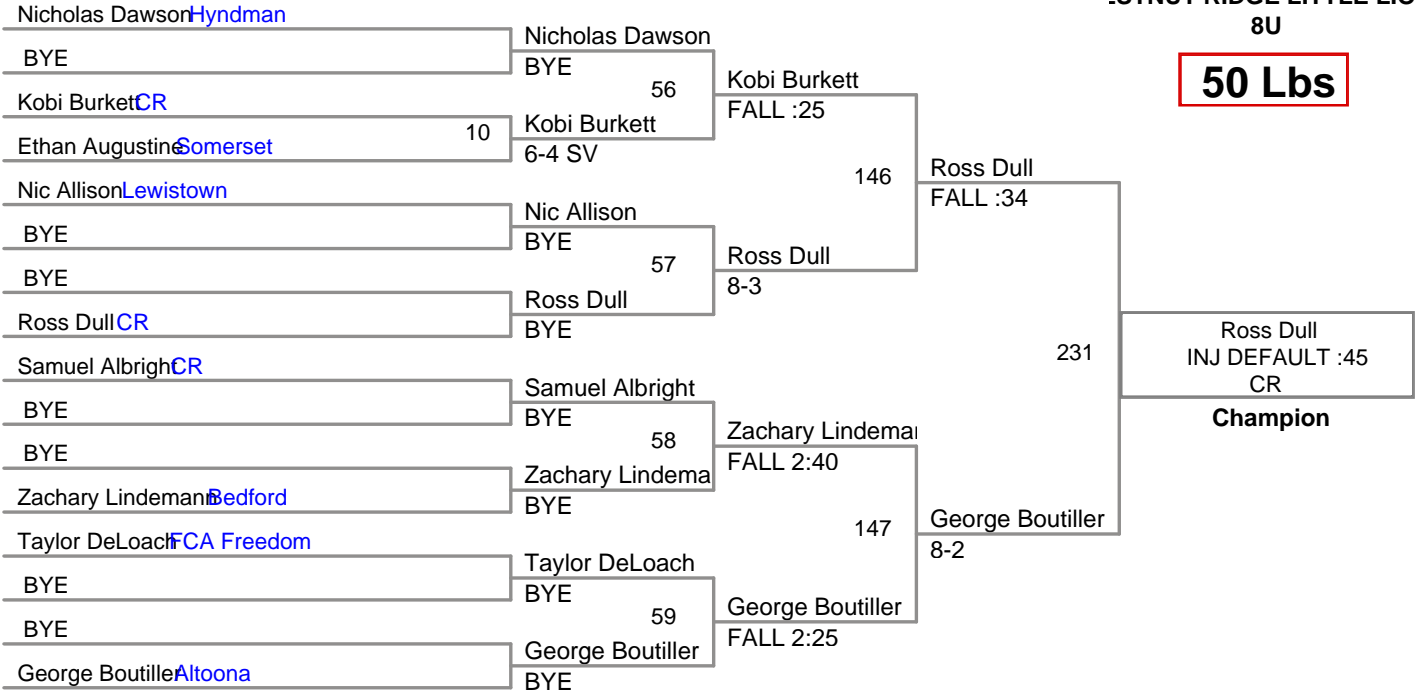 RIDGE LITTLE
8U
50 Lbs
Nicholas Dawson Hyndman
BYE
Kobi Burkett CR
Ethan Augustine Somerset
Nic Allison Lewistown
BYE
BYE
Ross Dull CR
Samuel Albright CR
BYE
BYE
Zachary Lindemann Bedford
Taylor DeLoach FCA Freedom
BYE
BYE
George Boutiller Altoona
10
Nicholas Dawson
BYE
Kobi Burkett
6-4 SV
Nic Allison
BYE
Ross Dull
BYE
Samuel Albright
BYE
Zachary Lindema
BYE
Taylor DeLoach
BYE
George Boutiller
BYE
56
57
58
59
Kobi Burkett
FALL :25
Ross Dull
8-3
Zachary Lindemar
FALL 2:40
George Boutiller
FALL 2:25
146
147
Ross Dull
FALL :34
George Boutiller
8-2
231
Ross Dull
INJ DEFAULT :45
CR
Champion